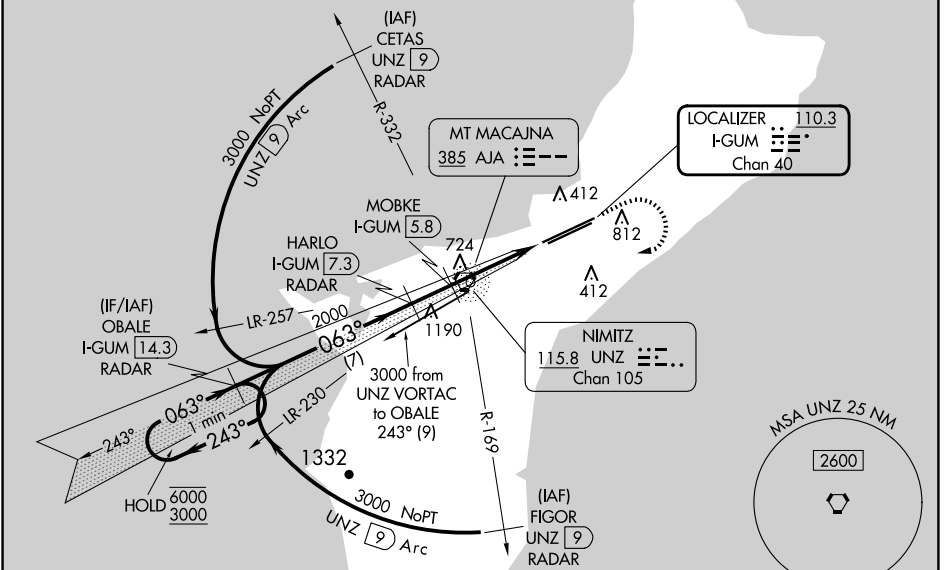 (IAF)
CETAS
UNZ 9
RADAR
3000 NoPT
UNZ 9 Arc
R-332
MT MACAJNA
385 AJA
LOCALIZER 110.3
I-GUM
Chan 40
412
812
412
MOBKE
I-GUM 5.8
724
HARLO
I-GUM 7.3
RADAR
1190
(IF/IAF)
OBALE
I-GUM 14.3
RADAR
LR-257
2000
063°
(7)
LR-230
3000 from
UNZ VORTAC
to OBALE
243° (9)
NIMITZ
115.8 UNZ
Chan 105
R-169
063°
1 min
243°
243°
HOLD 6000
3000
1332
3000 NoPT
UNZ 9 Arc
(IAF)
FIGOR
UNZ 9
RADAR
MSA UNZ 25 NM
2600